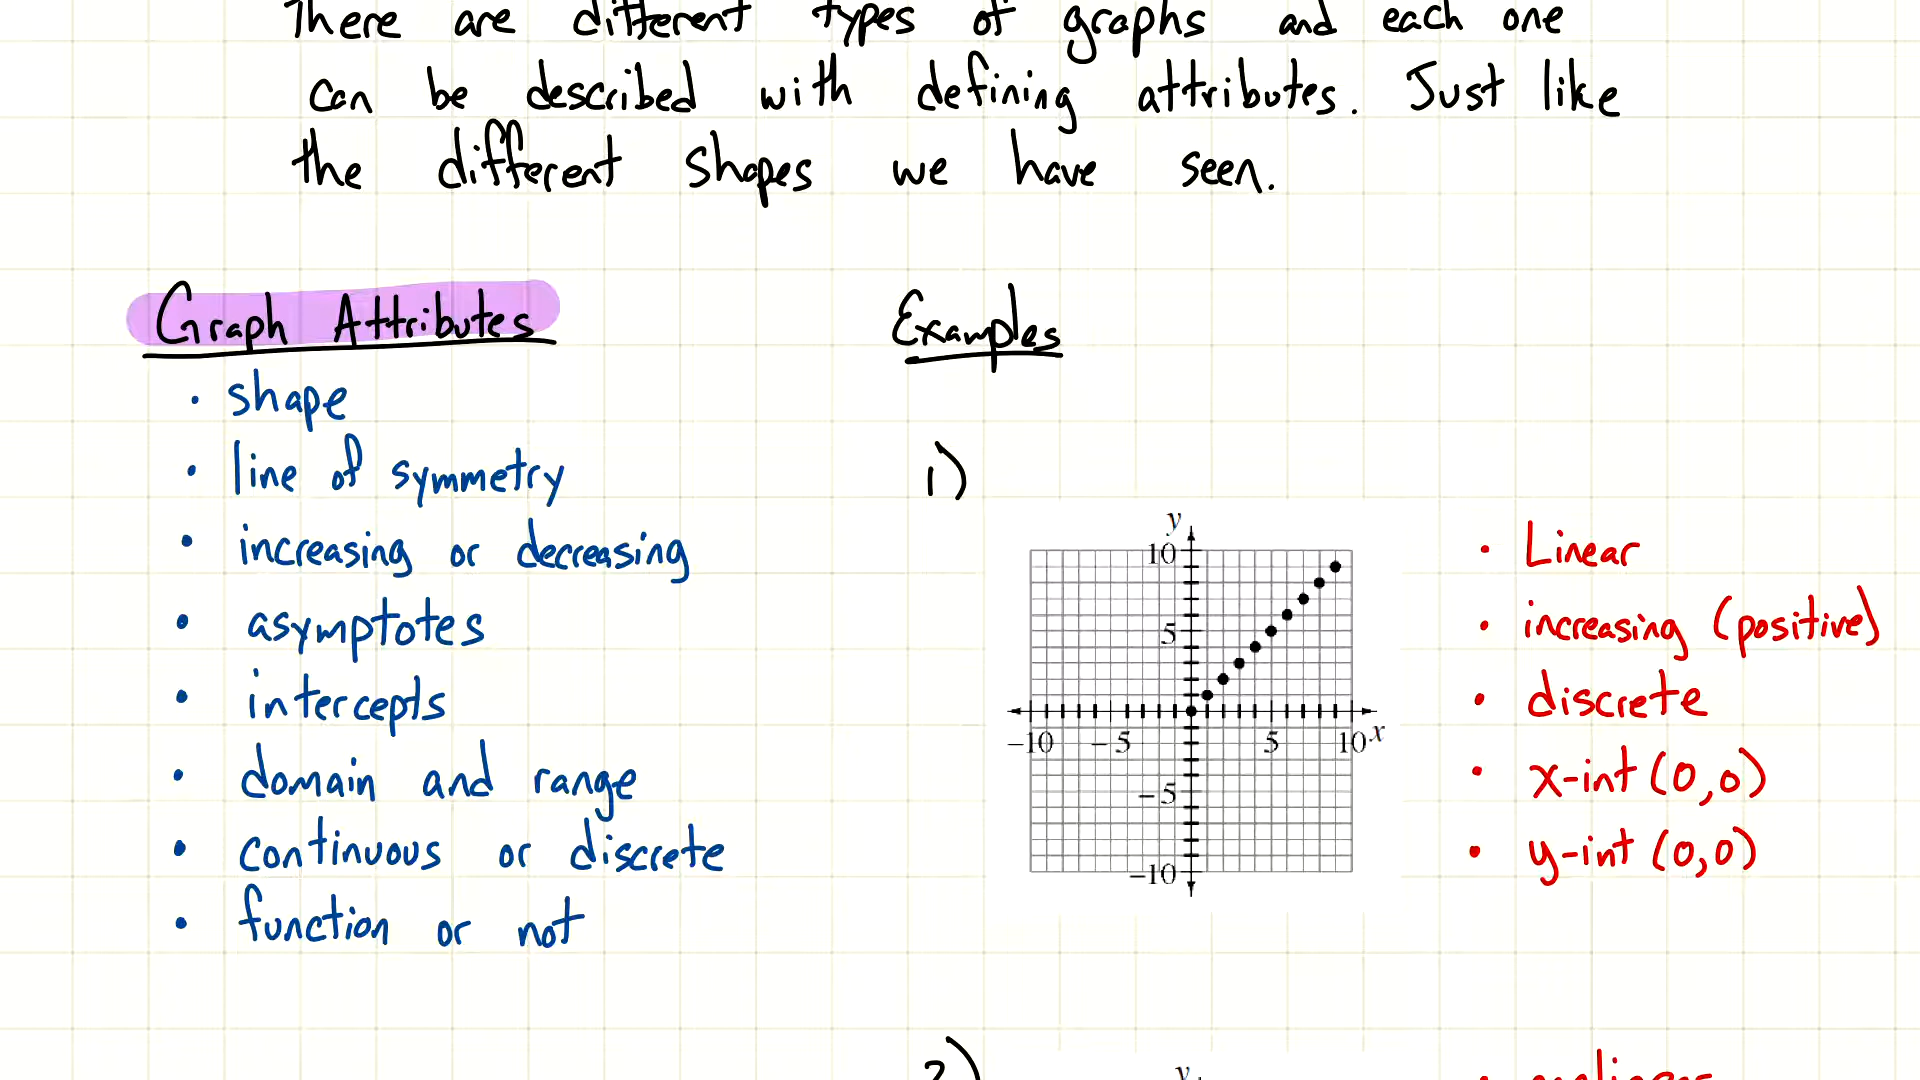 There are different types of graphs and each one
can be described with defining attributes. Just like
the different shapes we have seen.
Graph Attributes
• shape
• line of symmetry
• increasing or decreasing
• asymptotes
• intercepts
• domain and range
• continuous or discrete
• function or not
Examples
1)
y
10
5
-10
-5
5
10
x
-5
-10
• Linear
• increasing (positive)
• discrete
• x-int (0,0)
• y-int (0,0)
2)
y